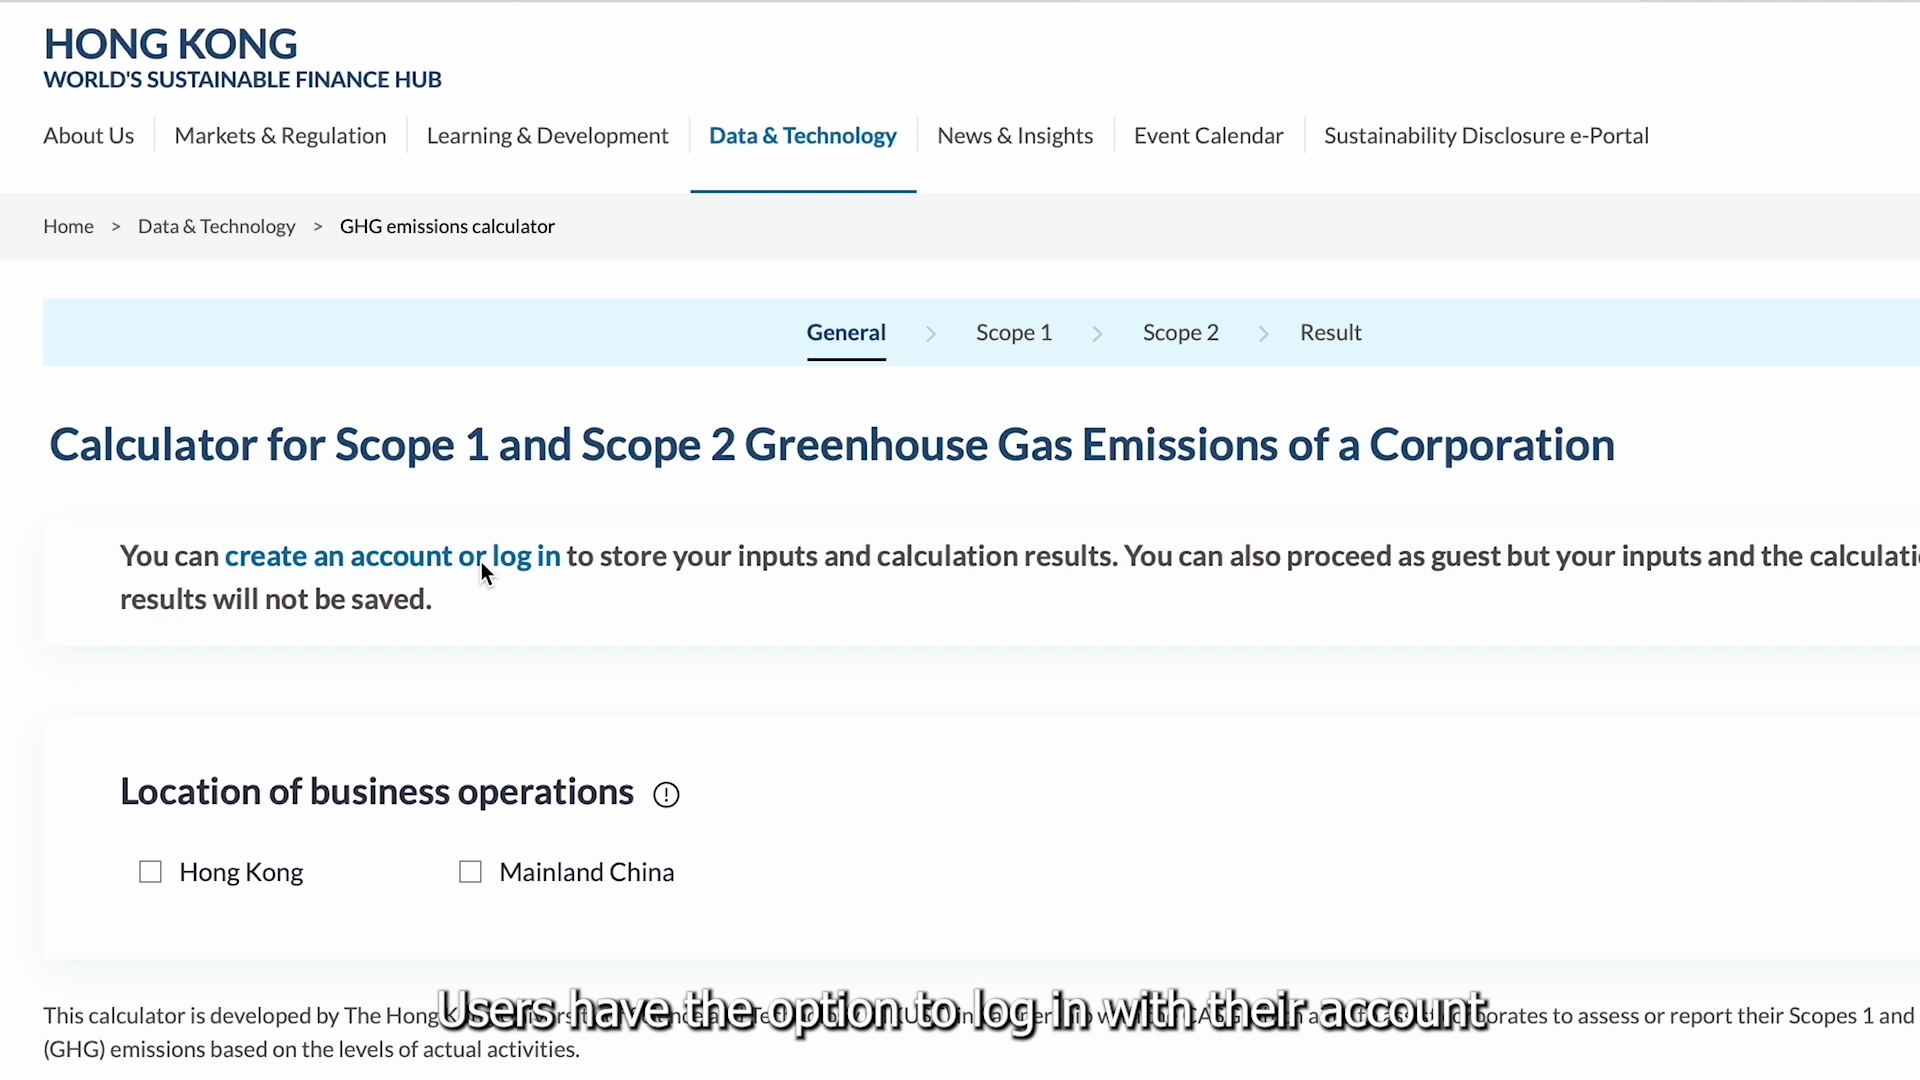 HONG KONG
WORLD'S SUSTAINABLE FINANCE HUB
About Us
Markets & Regulation
Learning & Development
Data & Technology
News & Insights
Event Calendar
Sustainability Disclosure e-Portal
Home > Data & Technology > GHG emissions calculator
General
Scope 1
Scope 2
Result
Calculator for Scope 1 and Scope 2 Greenhouse Gas Emissions of a Corporation
You can create an account or log in to store your inputs and calculation results. You can also proceed as guest but your inputs and the
results will not be saved.
Location of business operations
Hong Kong
Mainland China
Users have the option to log in with their account
This calculator is developed by The Hong to assess or report their Scopes 1 and
(GHG) emissions based on the levels of actual activities.